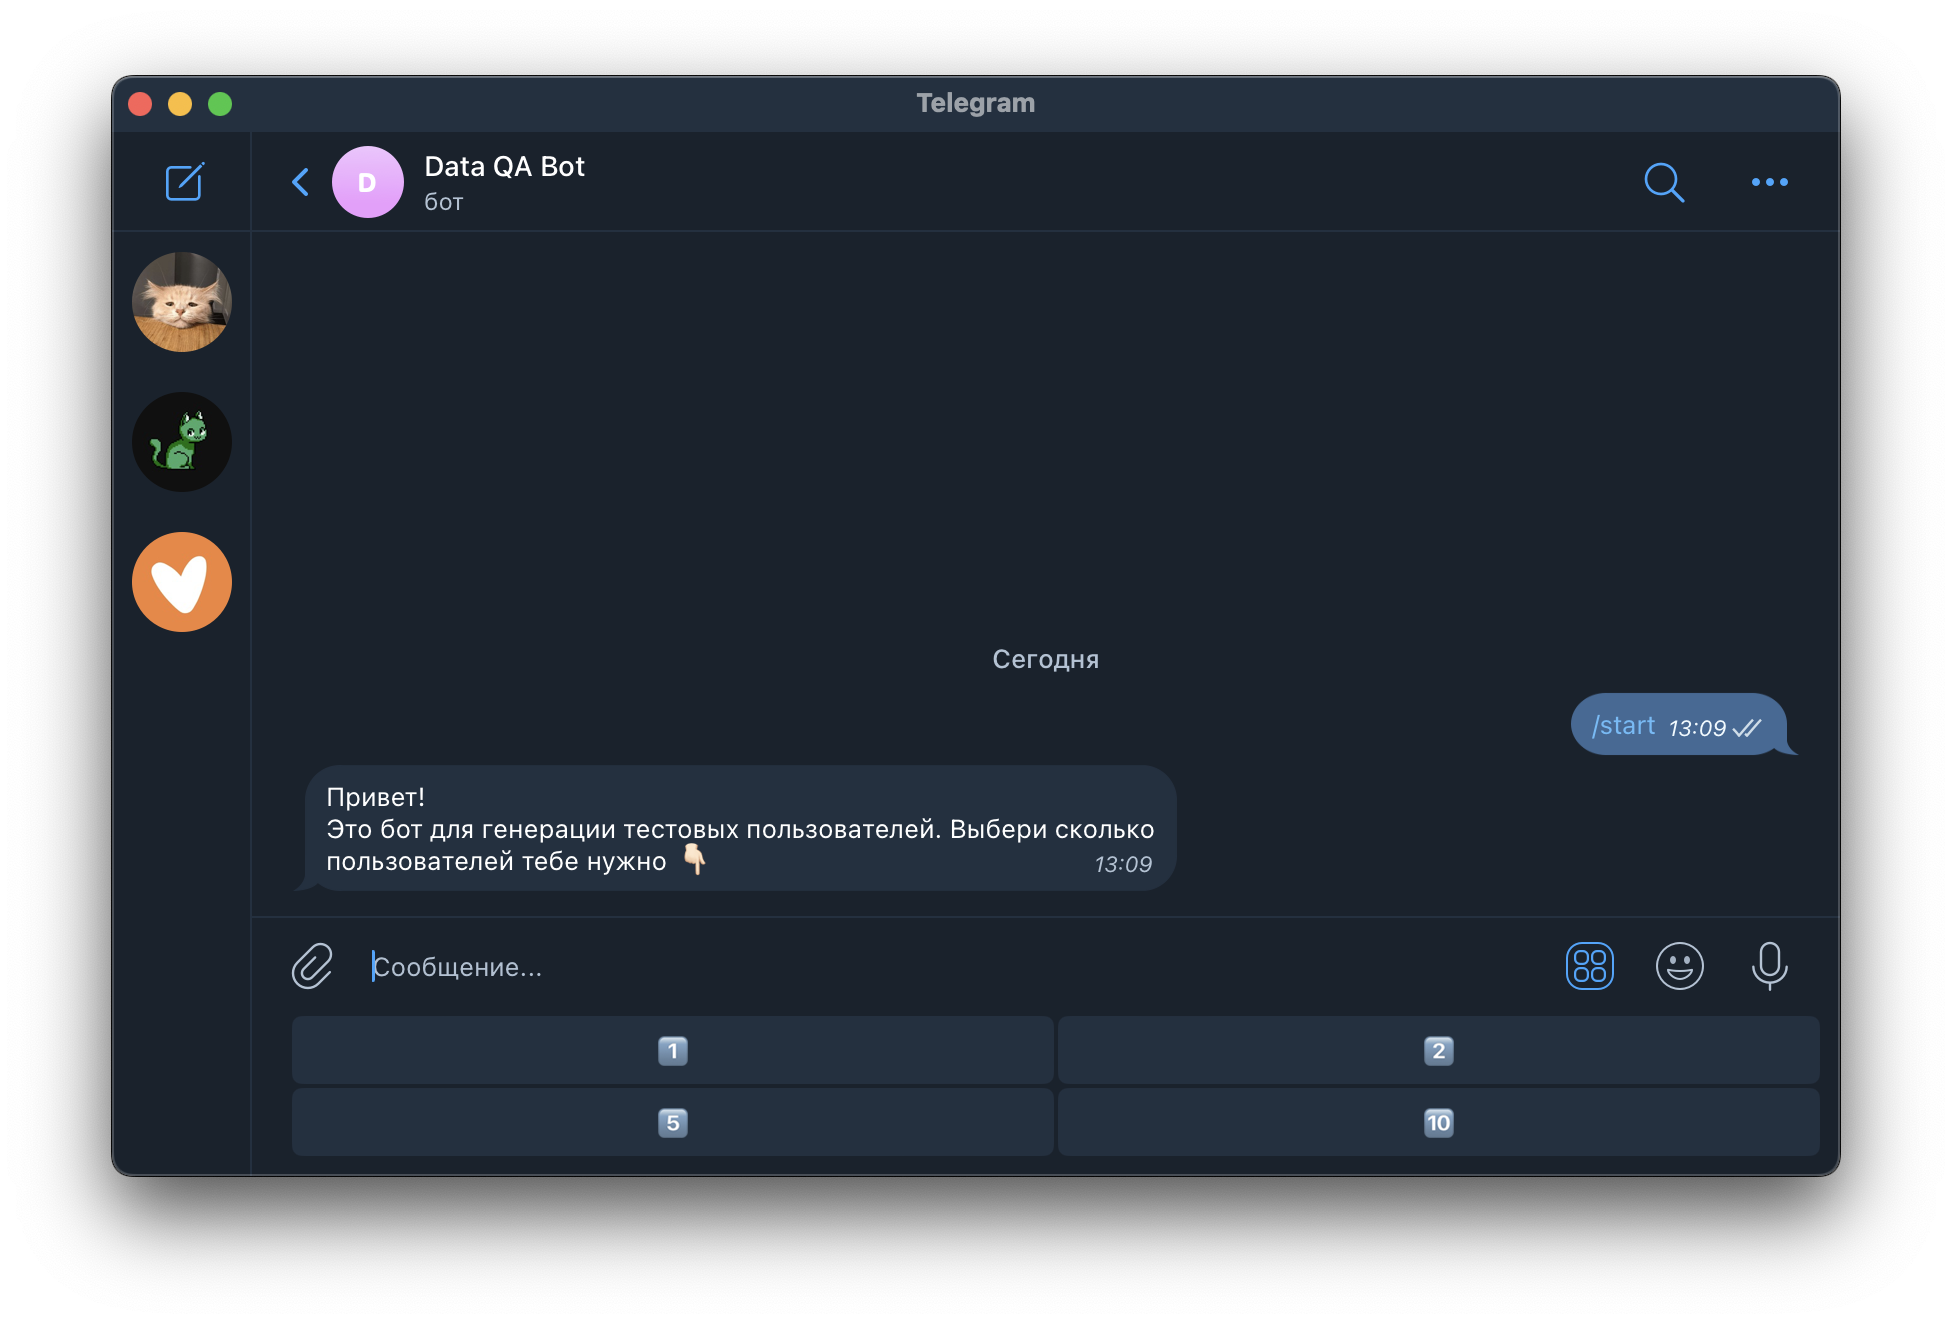 Telegram
D
Data QA Bot
бот
Сегодня
/start 13:09
Привет!
Это бот для генерации тестовых пользователей. Выбери сколько
пользователей тебе нужно 👇🏻 13:09
Сообщение...
1 2
5 10